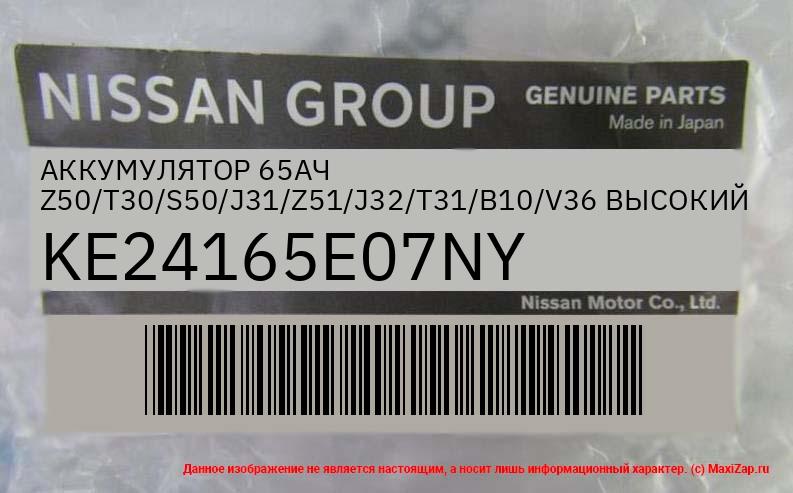 NISSAN GROUP
GENUINE PARTS
Made in Japan
АККУМУЛЯТОР 65АЧ
Z50/T30/S50/J31/Z51/J32/T31/B10/V36 ВЫСОКИЙ
KE24165E07NY
Nissan Motor Co., Ltd.
Данное изображение не является настоящим, а носит лишь информационный характер. (c) MaxiZap.ru